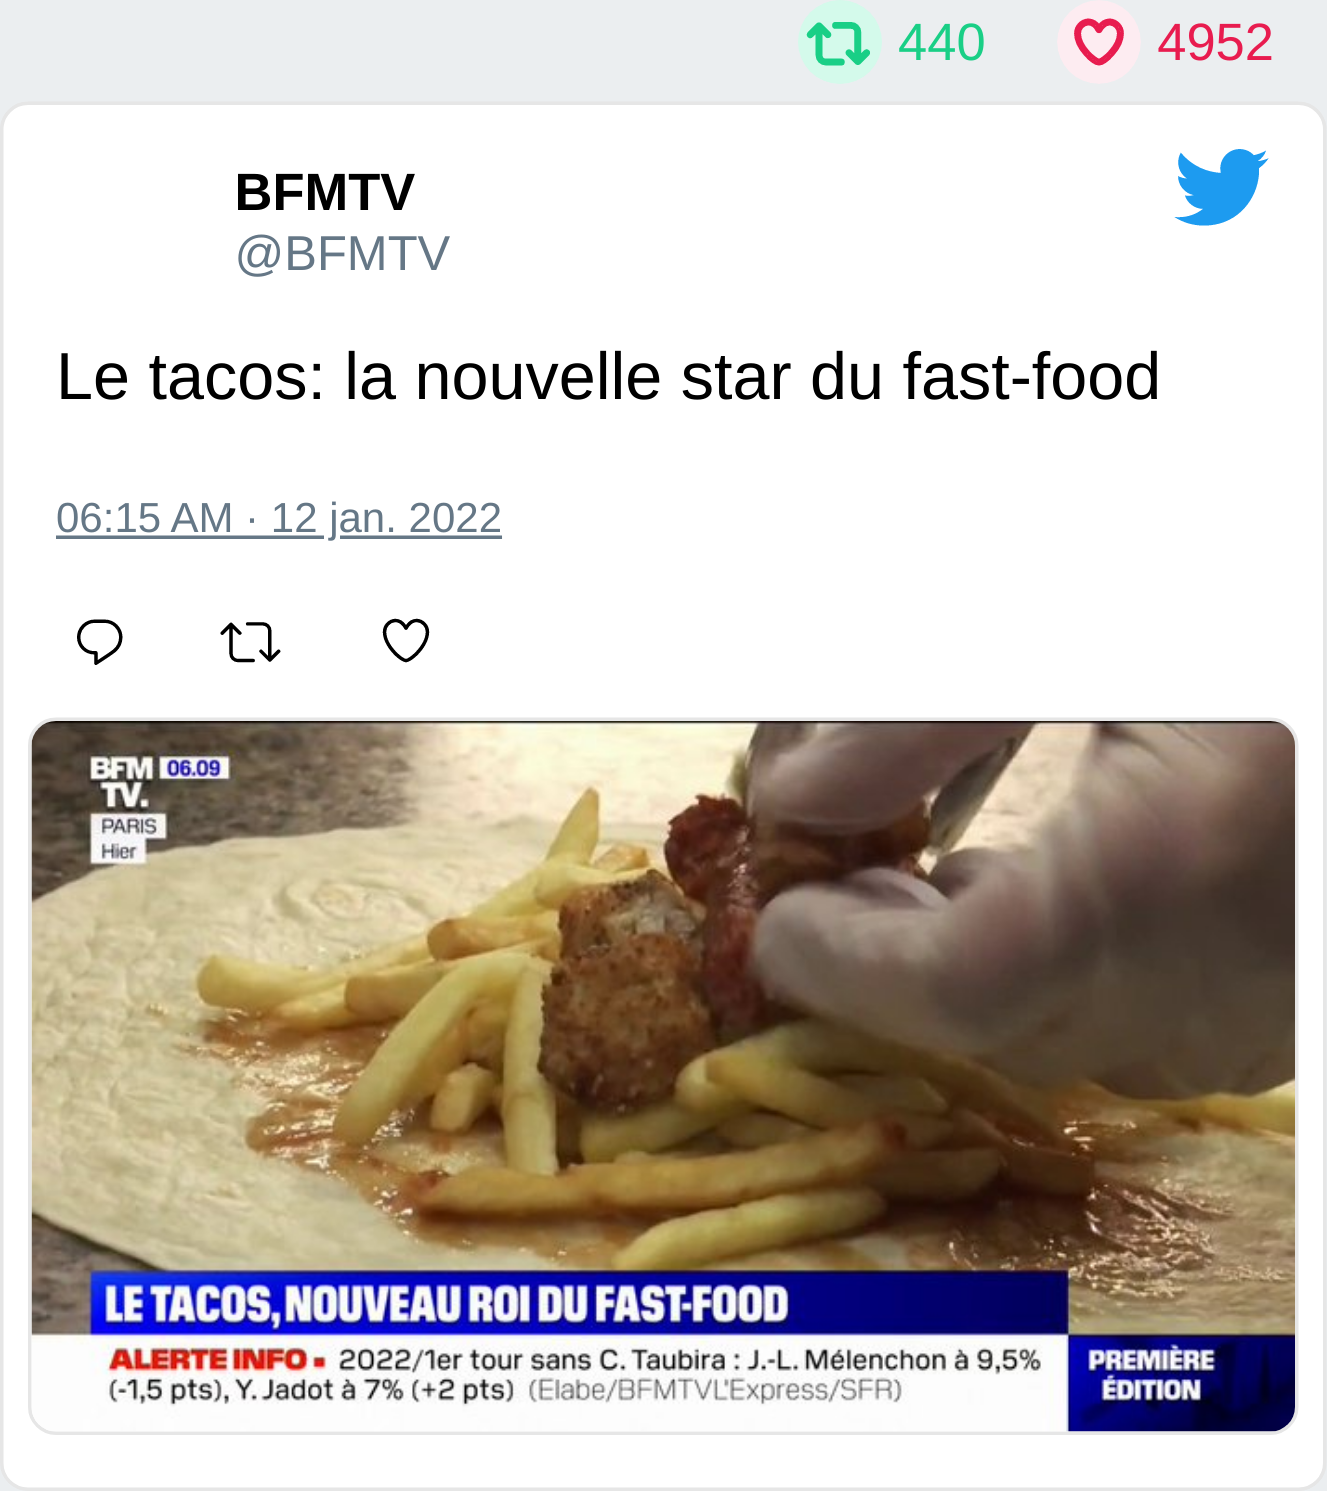 440 4952
BFMTV
@BFMTV
Le tacos: la nouvelle star du fast-food
06:15 AM · 12 jan. 2022
BFM 06.09
TV.
PARIS
Hier
LE TACOS, NOUVEAU ROI DU FAST-FOOD
ALERTE INFO ▪ 2022/1er tour sans C. Taubira : J.-L. Mélenchon à 9,5%
(-1,5 pts), Y. Jadot à 7% (+2 pts) (Elabe/BFMTVL'Express/SFR)
PREMIÈRE
ÉDITION